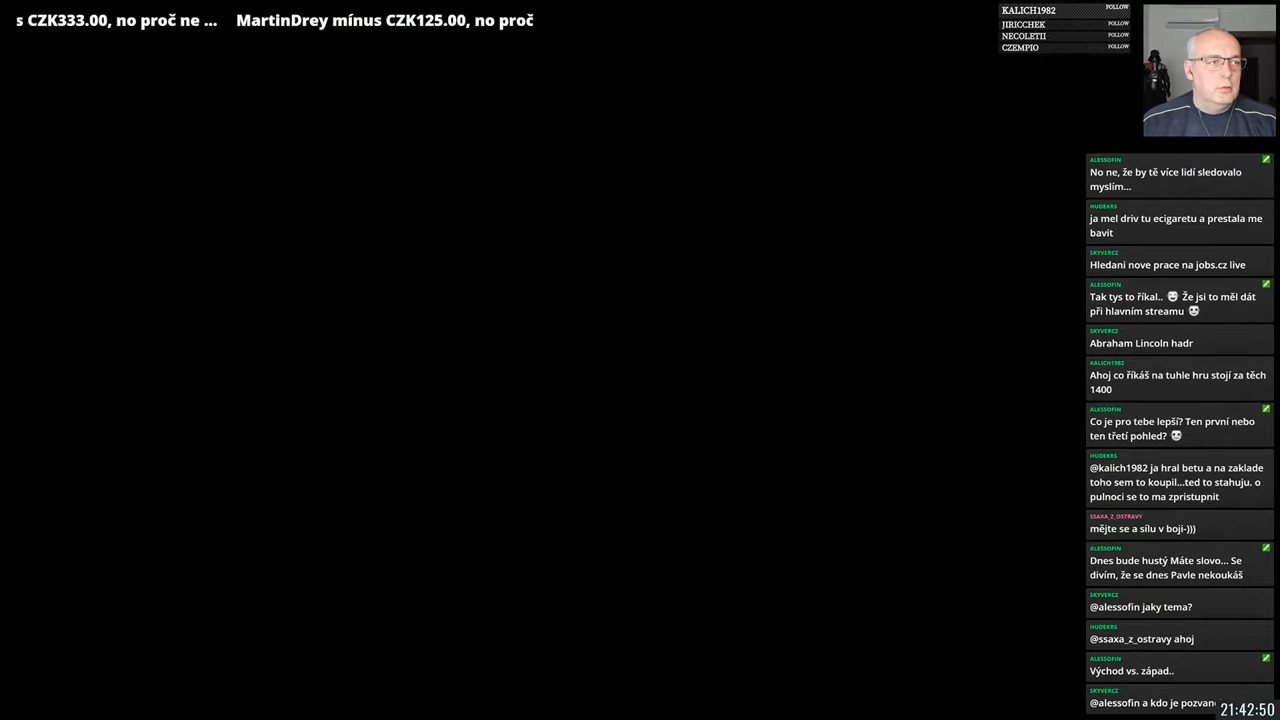 s CZK333.00, no proč ne ... MartinDrey mínus CZK125.00, no proč
KALICH1982 FOLLOW
JIRICCHEK FOLLOW
NECOLETII FOLLOW
CZEMPIO FOLLOW
ALESSOFIN
No ne, že by tě více lidí sledovalo
myslím...
HUDEKRS
ja mel driv tu ecigaretu a prestala me
bavit
SKYVERCZ
Hledani nove prace na jobs.cz live
ALESSOFIN
Tak tys to říkal.. Že jsi to měl dát
při hlavním streamu
SKYVERCZ
Abraham Lincoln hadr
KALICH1982
Ahoj co říkáš na tuhle hru stojí za těch
1400
ALESSOFIN
Co je pro tebe lepší? Ten první nebo
ten třetí pohled?
HUDEKRS
@kalich1982 ja hral betu a na zaklade
toho sem to koupil...ted to stahuju. o
pulnoci se to ma zpristupnit
SSAXA_Z_OSTRAVY
mějte se a sílu v boji-)))
ALESSOFIN
Dnes bude hustý Máte slovo... Se
divím, že se dnes Pavle nekoukáš
SKYVERCZ
@alessofin jaky tema?
HUDEKRS
@ssaxa_z_ostravy ahoj
ALESSOFIN
Východ vs. západ..
SKYVERCZ
@alessofin a kdo je pozvan
21:42:50